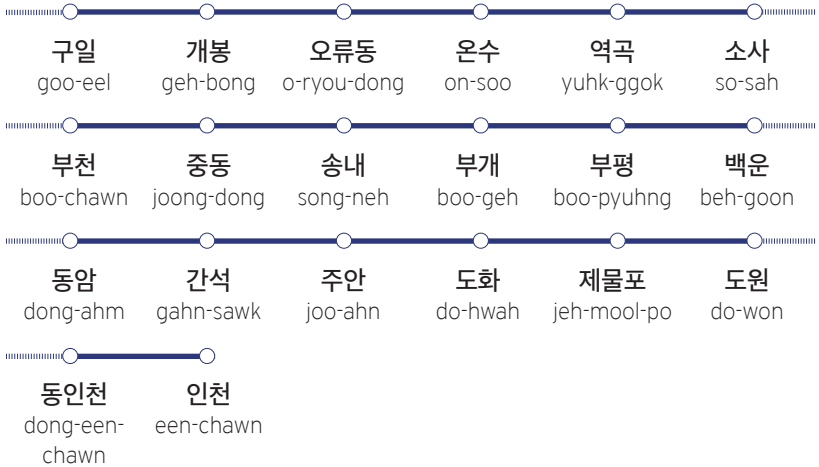 구일 개봉 오류동 온수 역곡 소사
goo-eel geh-bong o-ryou-dong on-soo yuhk-ggok so-sah
부천 중동 송내 부개 부평 백운
boo-chawn joong-dong song-neh boo-geh boo-pyuhng beh-goon
동암 간석 주안 도화 제물포 도원
dong-ahm gahn-sawk joo-ahn do-hwah jeh-mool-po do-won
동인천 인천
dong-een- een-chawn
chawn